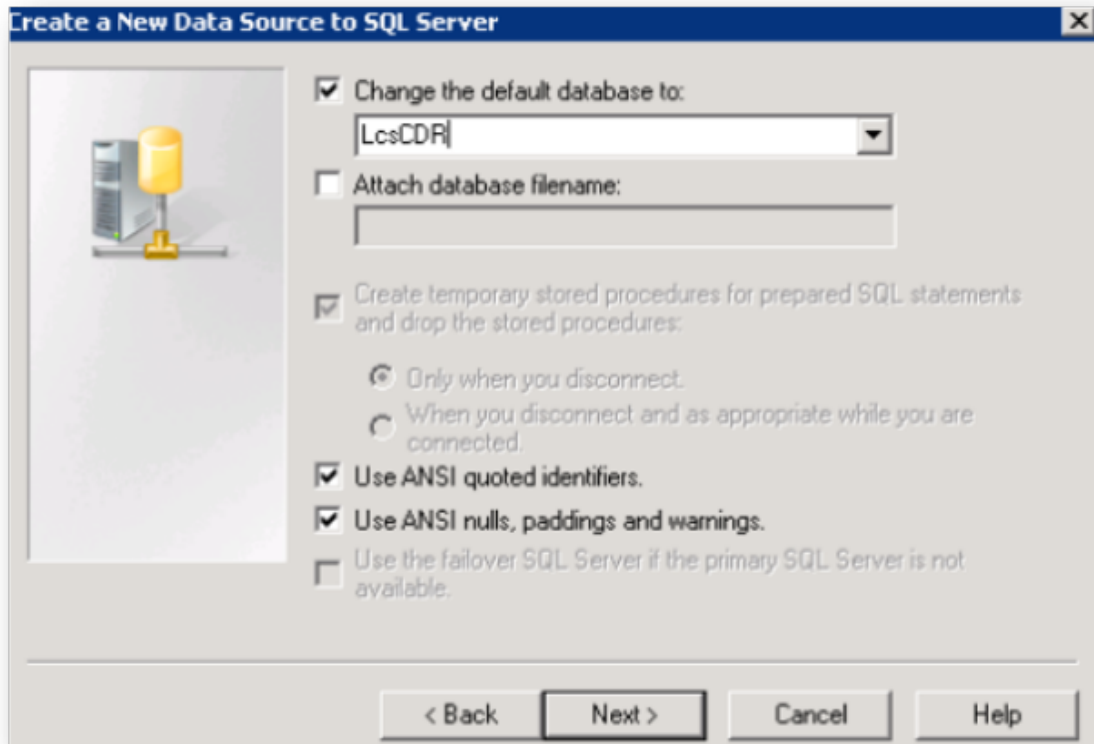 Create a New Data Source to SQL Server
Change the default database to:
LcsCDR
Attach database filename:
Create temporary stored procedures for prepared SQL statements
and drop the stored procedures:
Only when you disconnect.
When you disconnect and as appropriate while you are
connected.
Use ANSI quoted identifiers.
Use ANSI nulls, paddings and warnings.
Use the failover SQL Server if the primary SQL Server is not
available.
< Back
Next >
Cancel
Help